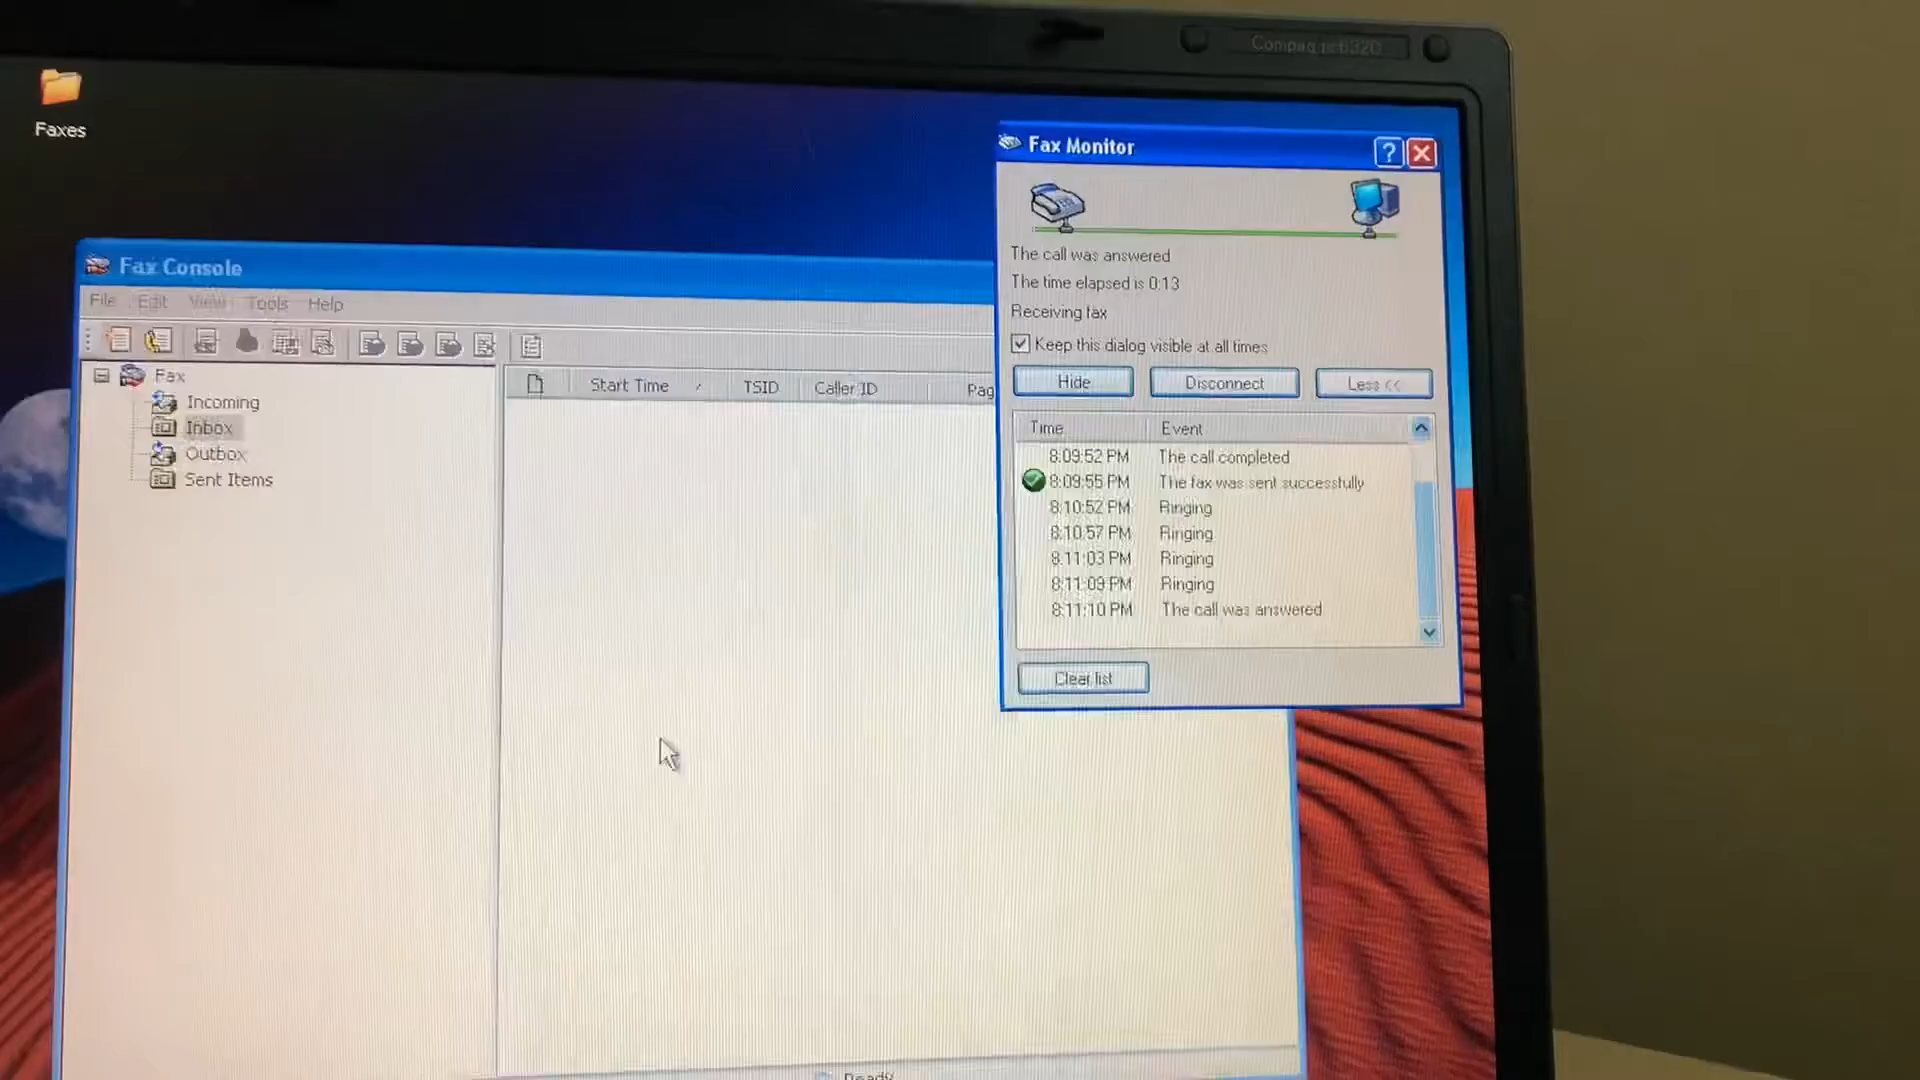 Compaq nc6320
Faxes
Fax Monitor
The call was answered
The time elapsed is 0:13
Receiving fax
Keep this dialog visible at all times
Hide
Disconnect
Less <<
Time
Event
8:09:52 PM The call completed
8:09:55 PM The fax was sent successfully
8:10:52 PM Ringing
8:10:57 PM Ringing
8:11:03 PM Ringing
8:11:09 PM Ringing
8:11:10 PM The call was answered
Clear list
Fax Console
File Edit View Tools Help
Fax
Incoming
Inbox
Outbox
Sent Items
Start Time
TSID
Caller ID
Pag
Ready